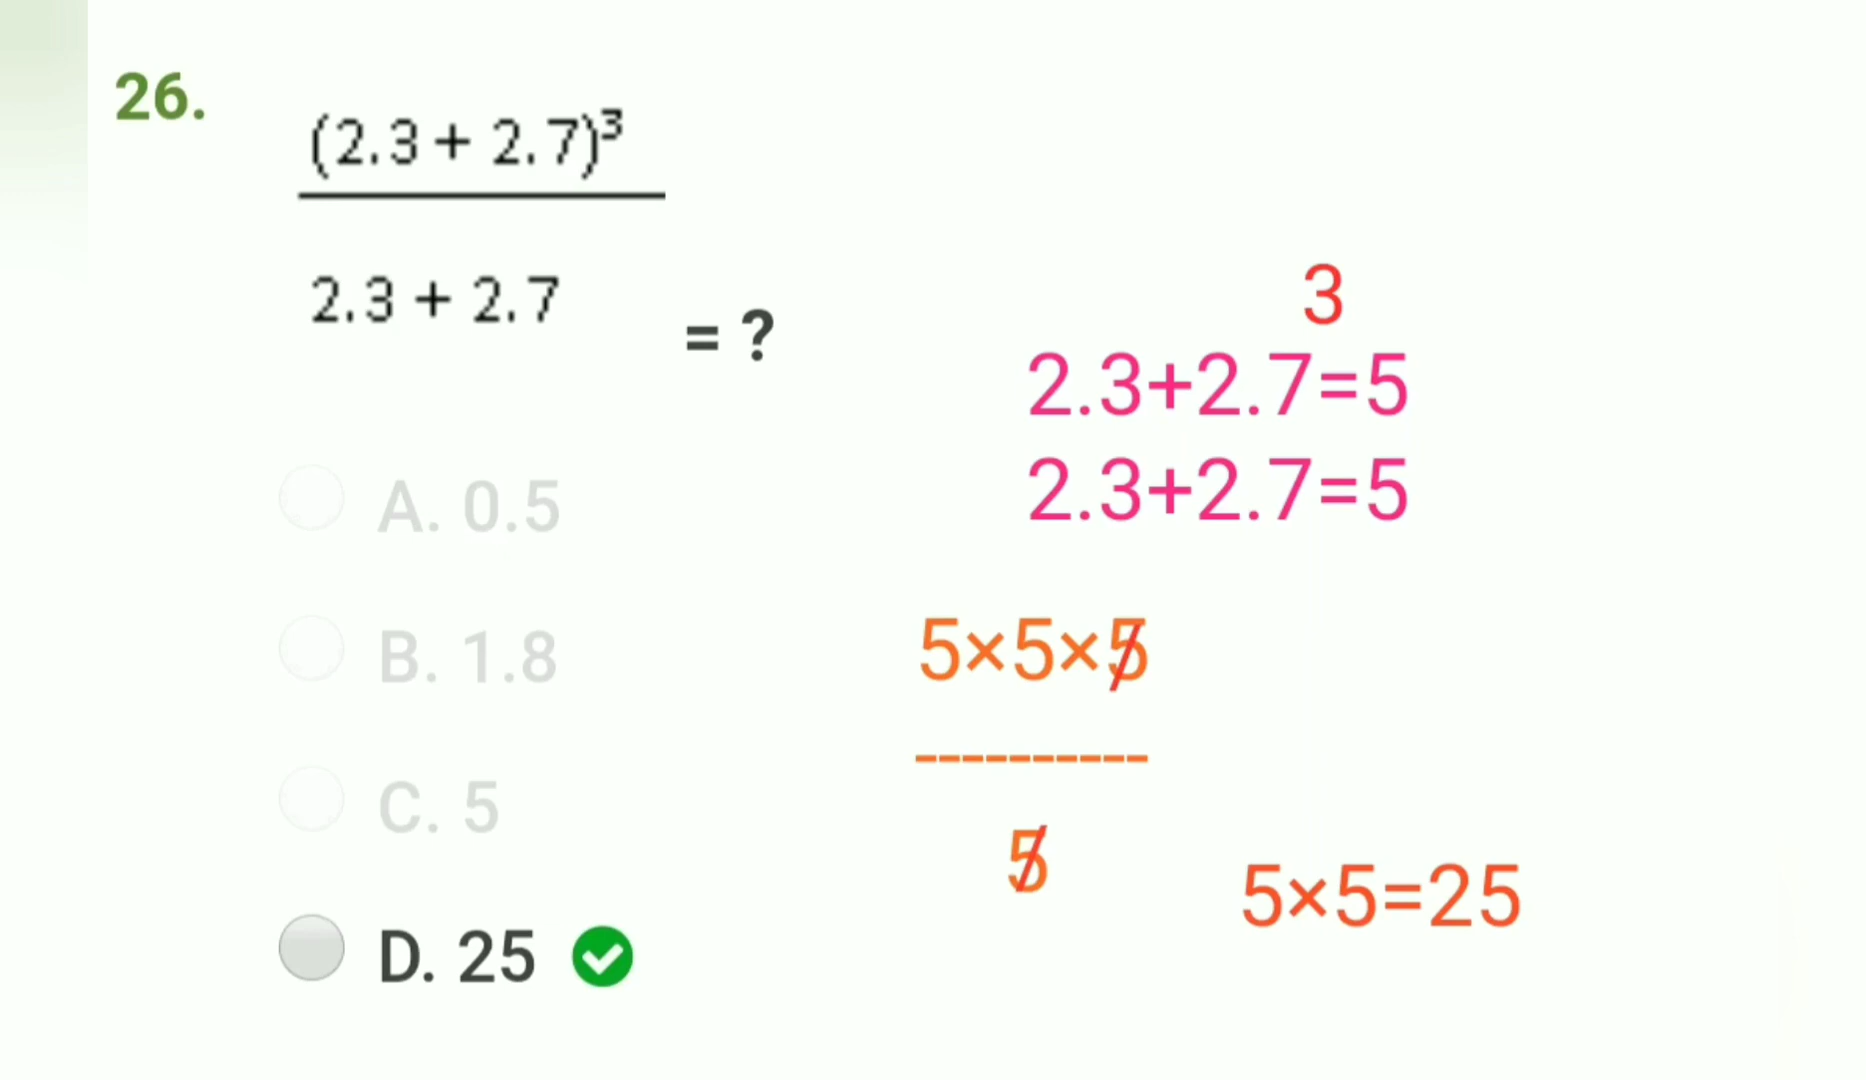 26.
(2.3 + 2.7)³
2.3 + 2.7
= ?
A. 0.5
B. 1.8
C. 5
D. 25
3
2.3+2.7=5
2.3+2.7=5
5×5×5
----------
5
5×5=25